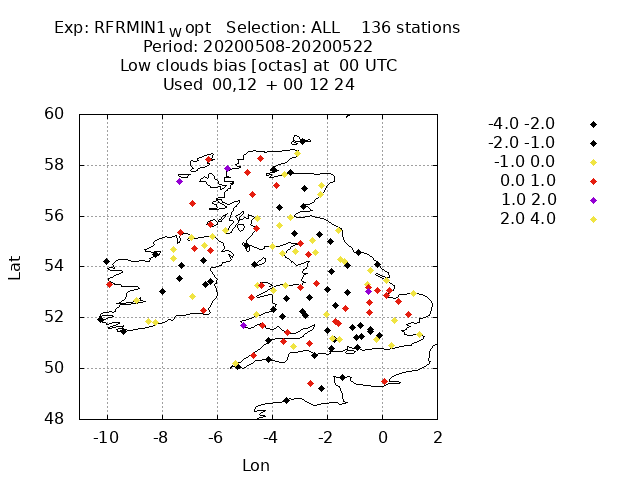 Exp: RFRMIN1 W opt Selection: ALL 136 stations
Period: 20200508-20200522
Low clouds bias [octas] at 00 UTC
Used 00,12 + 00 12 24
-4.0 -2.0
-2.0 -1.0
-1.0 0.0
0.0 1.0
1.0 2.0
2.0 4.0
Lat
60
58
56
54
52
50
48
-10 -8 -6 -4 -2 0 2
Lon